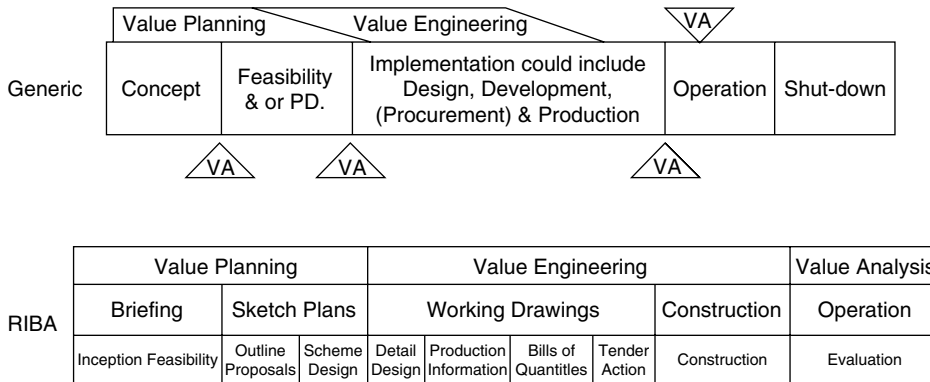 Value Planning
Value Engineering
VA
Generic
Concept
Feasibility
& or PD.
Implementation could include
Design, Development,
(Procurement) & Production
Operation
Shut-down
VA
VA
VA
RIBA
Value Planning
Value Engineering
Value Analysis
Briefing
Sketch Plans
Working Drawings
Construction
Operation
Inception Feasibility
Outline
Proposals
Scheme
Design
Detail
Design
Production
Information
Bills of
Quantitles
Tender
Action
Construction
Evaluation